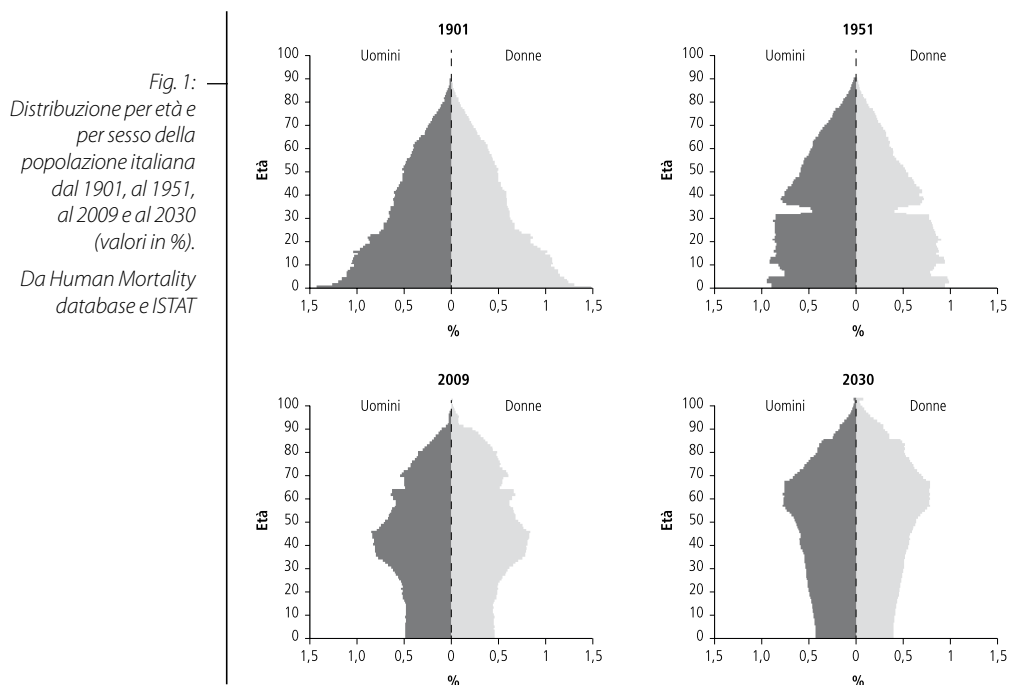 Fig. 1:
Distribuzione per età e
per sesso della
popolazione italiana
dal 1901, al 1951,
al 2009 e al 2030
(valori in %).
Da Human Mortality
database e ISTAT
1901
Uomini
Donne
Età
100
90
80
70
60
50
40
30
20
10
0
1,5 1,0 0,5 0 0,5 1 1,5
%
1951
Uomini
Donne
Età
100
90
80
70
60
50
40
30
20
10
0
1,5 1,0 0,5 0 0,5 1 1,5
%
2009
Uomini
Donne
Età
100
90
80
70
60
50
40
30
20
10
0
1,5 1,0 0,5 0 0,5 1 1,5
%
2030
Uomini
Donne
Età
100
90
80
70
60
50
40
30
20
10
0
1,5 1,0 0,5 0 0,5 1 1,5
%